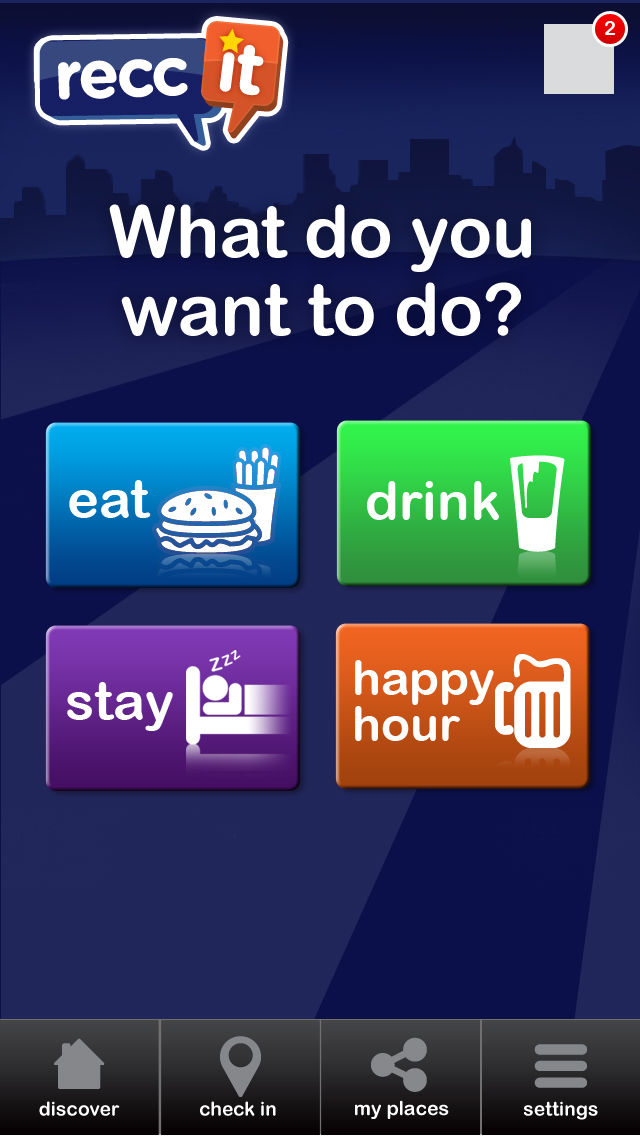 recc it
2
What do you
want to do?
eat
drink
stay
zzz
happy
hour
discover
check in
my places
settings